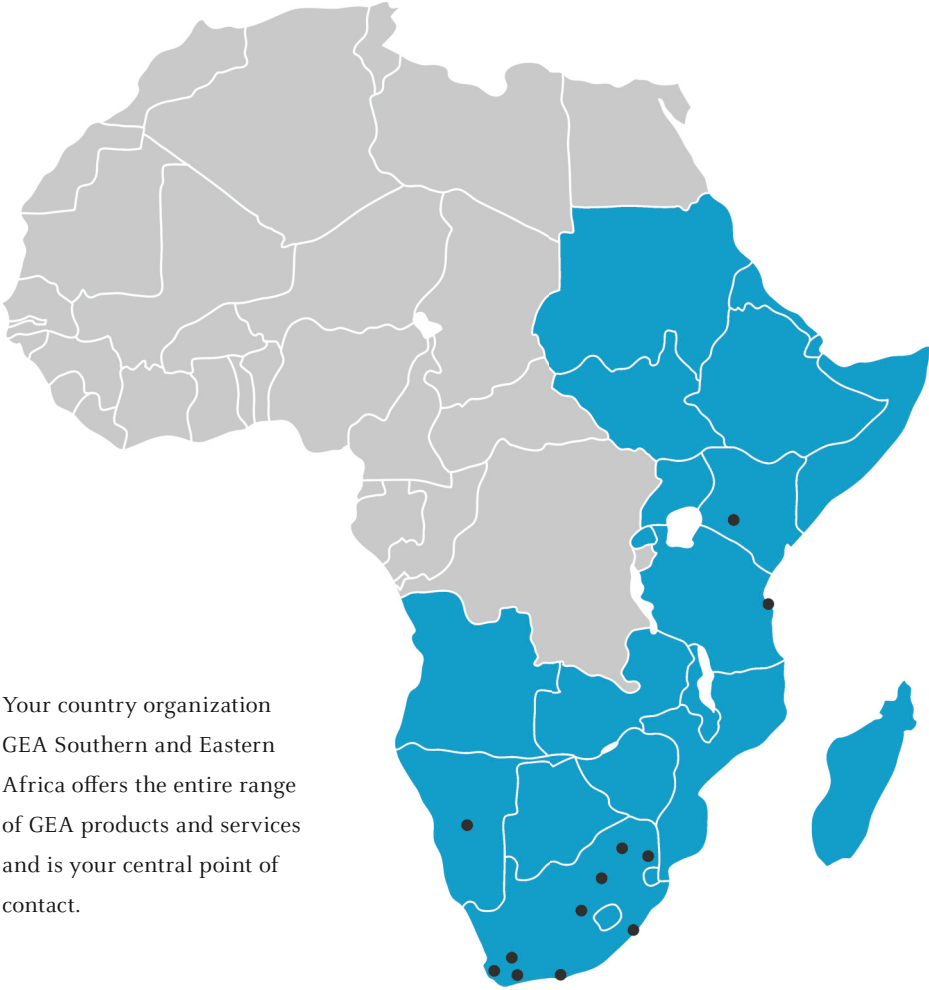 Your country organization
GEA Southern and Eastern
Africa offers the entire range
of GEA products and services
and is your central point of
contact.